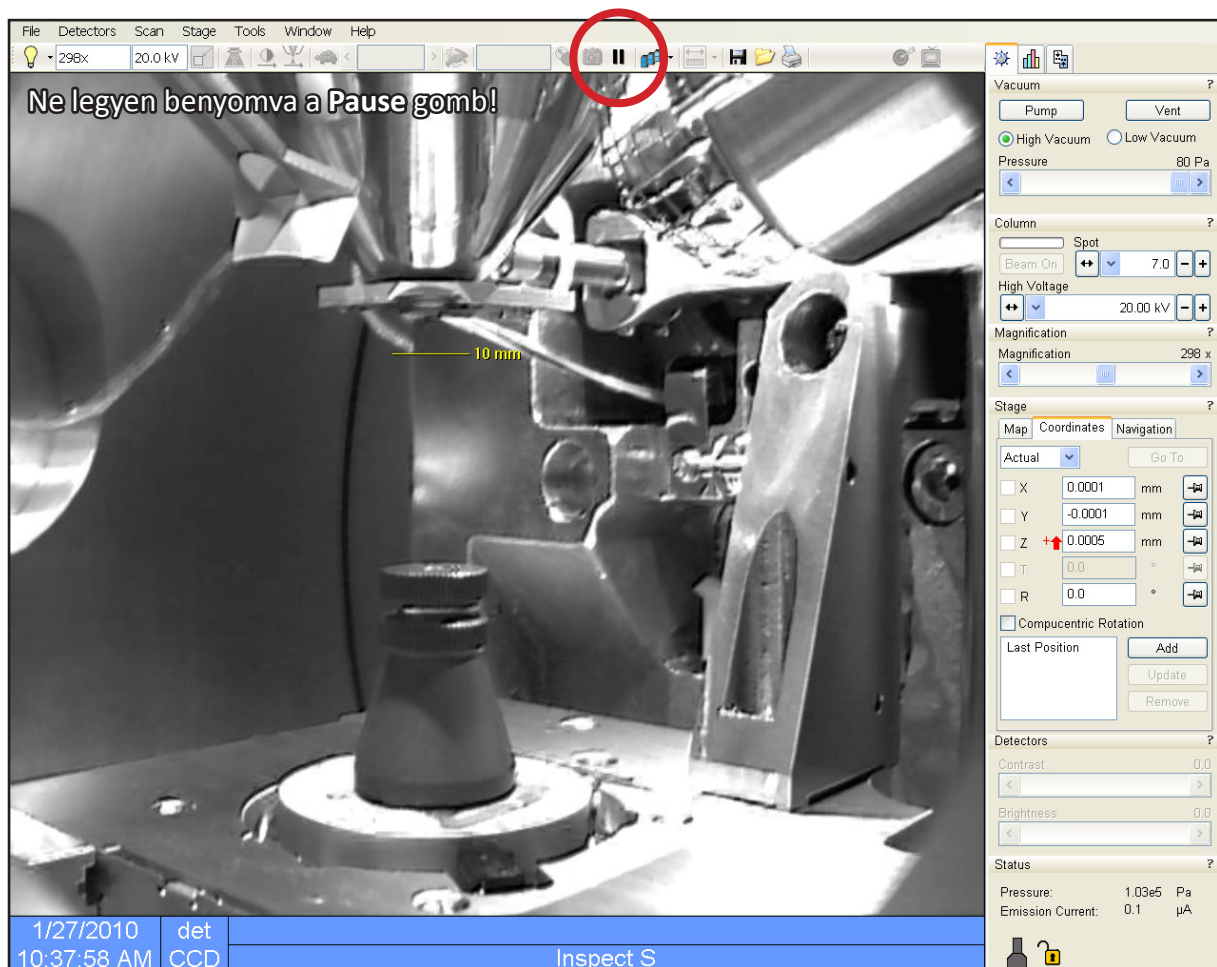 File Detectors Scan Stage Tools Window Help
298x 20.0 kV
Ne legyen benyomva a Pause gomb!
10 mm
1/27/2010 det
10:37:58 AM CCD Inspect S
Vacuum ?
Pump Vent
High Vacuum Low Vacuum
Pressure 80 Pa
Column ?
Spot
Beam On 7.0
High Voltage
20.00 kV
Magnification ?
Magnification 298 x
Stage ?
Map Coordinates Navigation
Actual Go To
X 0.0001 mm
Y -0.0001 mm
Z + 0.0005 mm
T 0.0 °
R 0.0 °
Compucentric Rotation
Last Position Add
Update
Remove
Detectors ?
Contrast 0.0
Brightness 0.0
Status ?
Pressure: 1.03e5 Pa
Emission Current: 0.1 µA